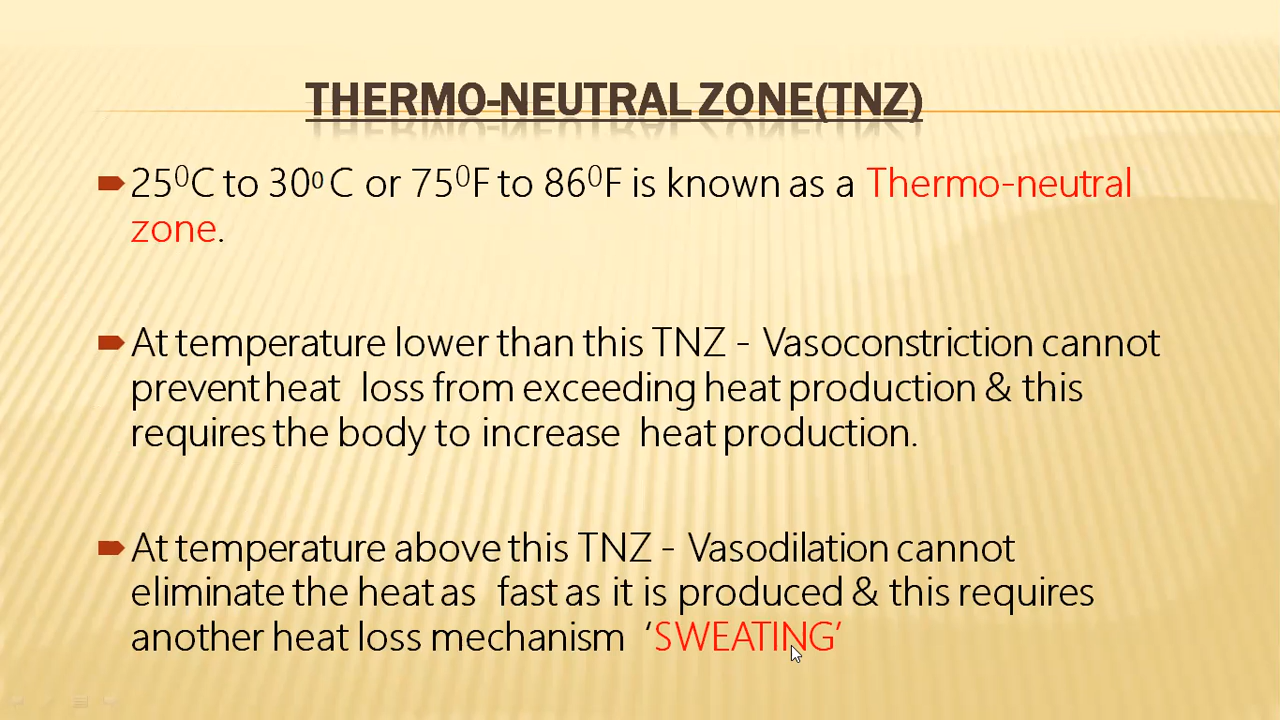 THERMO-NEUTRAL ZONE(TNZ)
25⁰C to 30⁰ C or 75⁰F to 86⁰F is known as a Thermo-neutral
zone.
At temperature lower than this TNZ - Vasoconstriction cannot
prevent heat loss from exceeding heat production & this
requires the body to increase heat production.
At temperature above this TNZ - Vasodilation cannot
eliminate the heat as fast as it is produced & this requires
another heat loss mechanism ‘SWEATING’